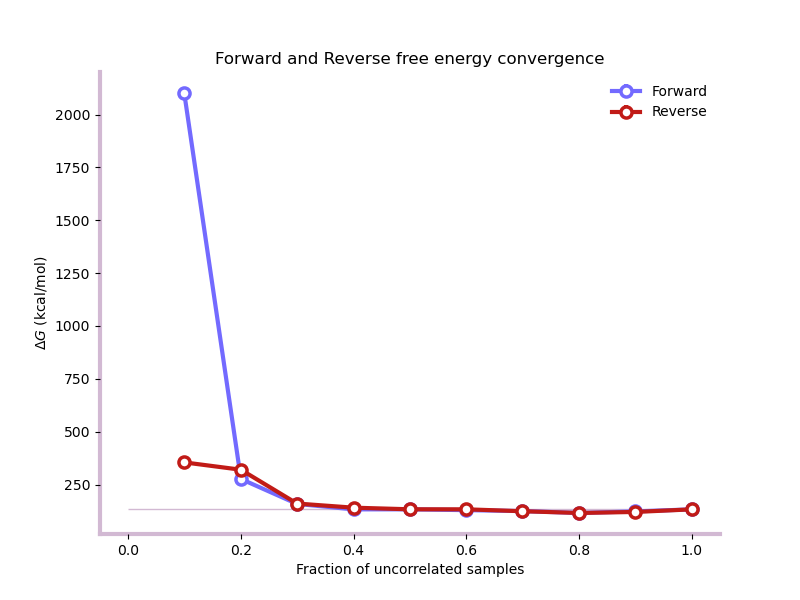 Forward and Reverse free energy convergence
Forward
Reverse
2000
1750
1500
1250
1000
750
500
250
ΔG (kcal/mol)
0.0 0.2 0.4 0.6 0.8 1.0
Fraction of uncorrelated samples